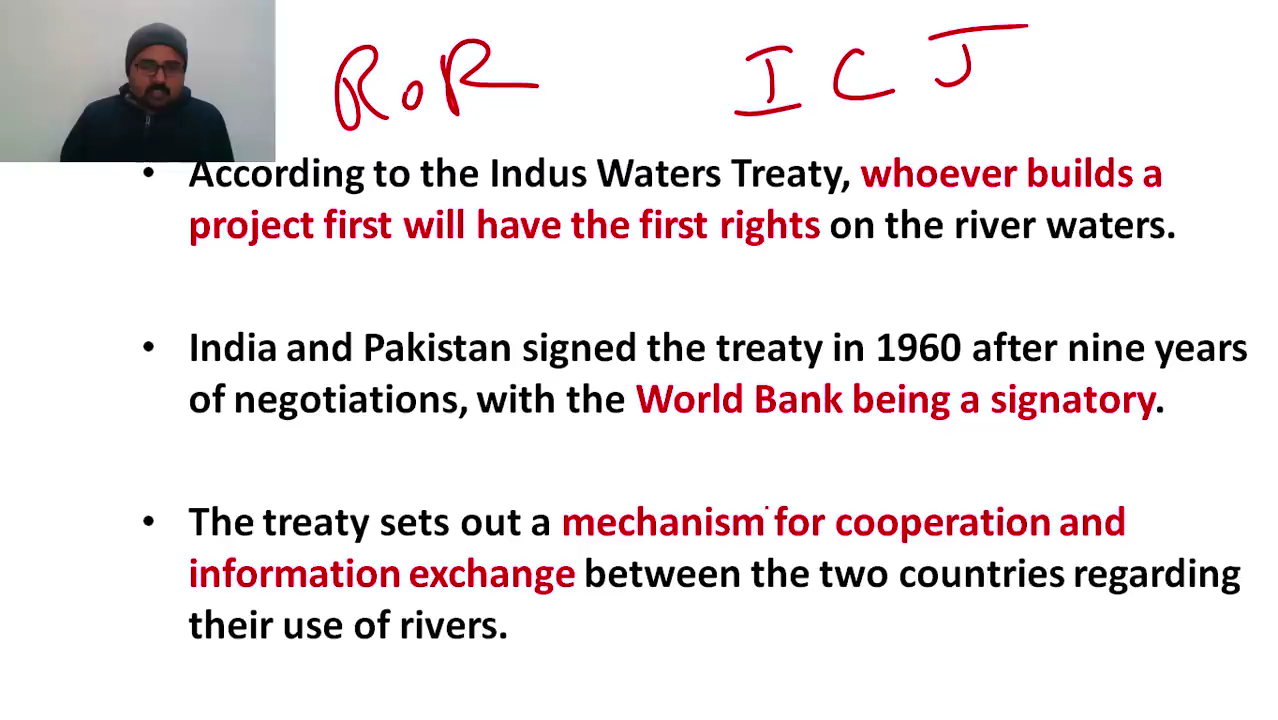 RoR ICJ
• According to the Indus Waters Treaty, whoever builds a
project first will have the first rights on the river waters.
• India and Pakistan signed the treaty in 1960 after nine years
of negotiations, with the World Bank being a signatory.
• The treaty sets out a mechanism for cooperation and
information exchange between the two countries regarding
their use of rivers.